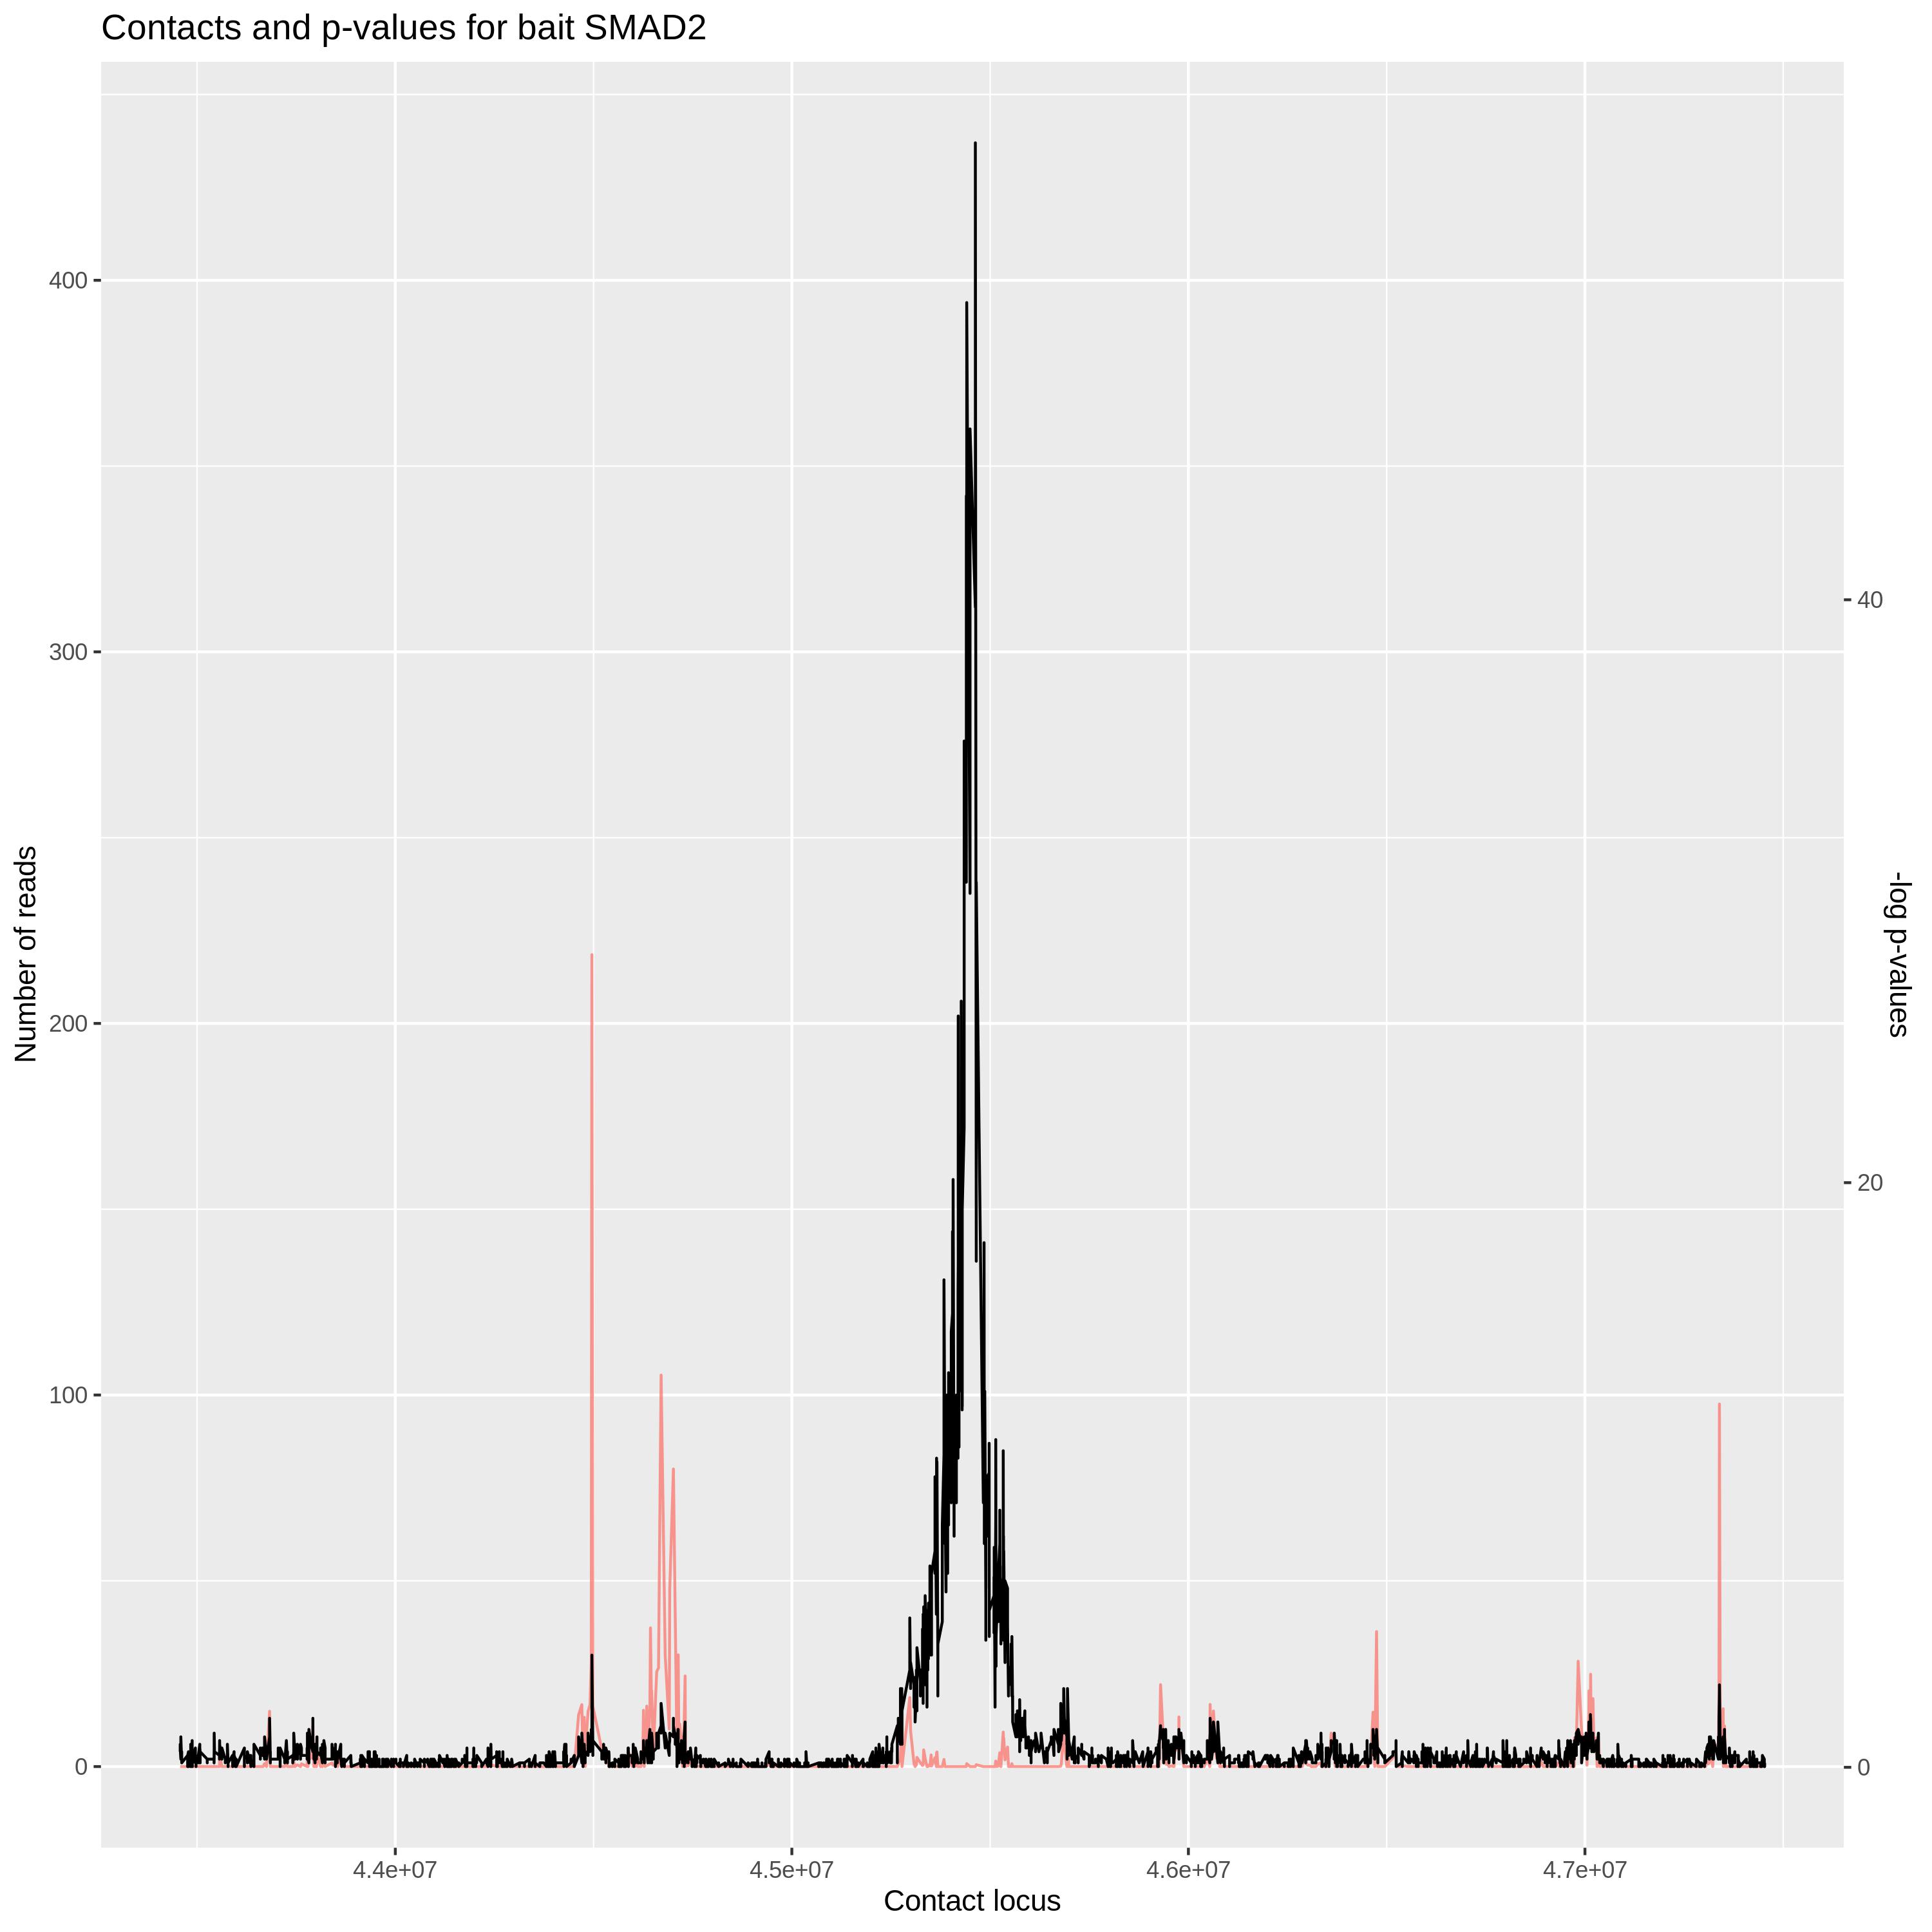 Contacts and p-values for bait SMAD2
Number of reads
400
300
200
100
0
40
20
0
-log p-values
4.4e+07
4.5e+07
4.6e+07
4.7e+07
Contact locus